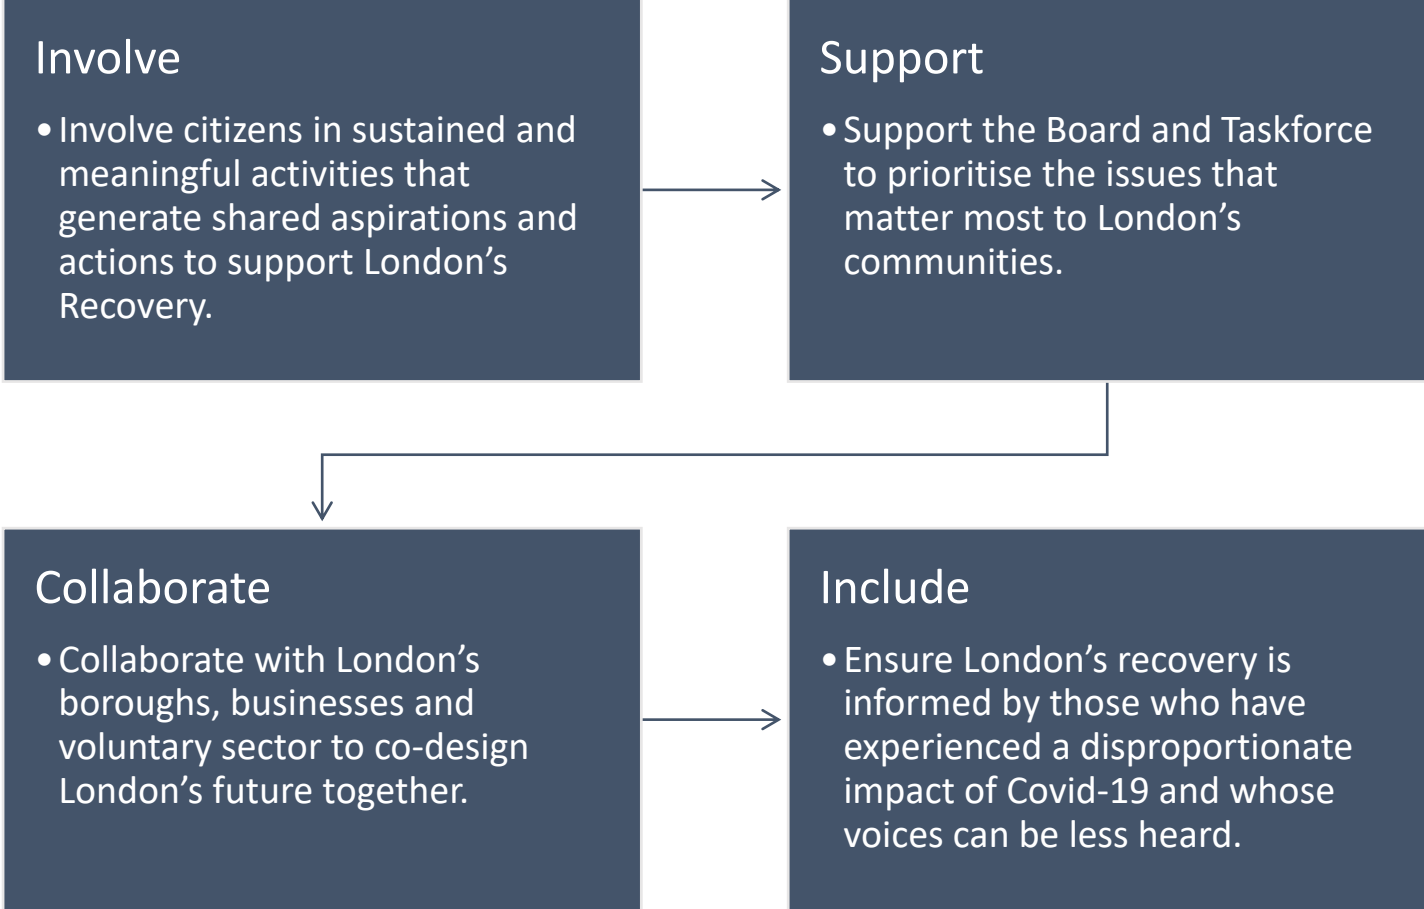 Involve
• Involve citizens in sustained and
meaningful activities that
generate shared aspirations and
actions to support London’s
Recovery.
Support
• Support the Board and Taskforce
to prioritise the issues that
matter most to London’s
communities.
Collaborate
• Collaborate with London’s
boroughs, businesses and
voluntary sector to co-design
London’s future together.
Include
• Ensure London’s recovery is
informed by those who have
experienced a disproportionate
impact of Covid-19 and whose
voices can be less heard.